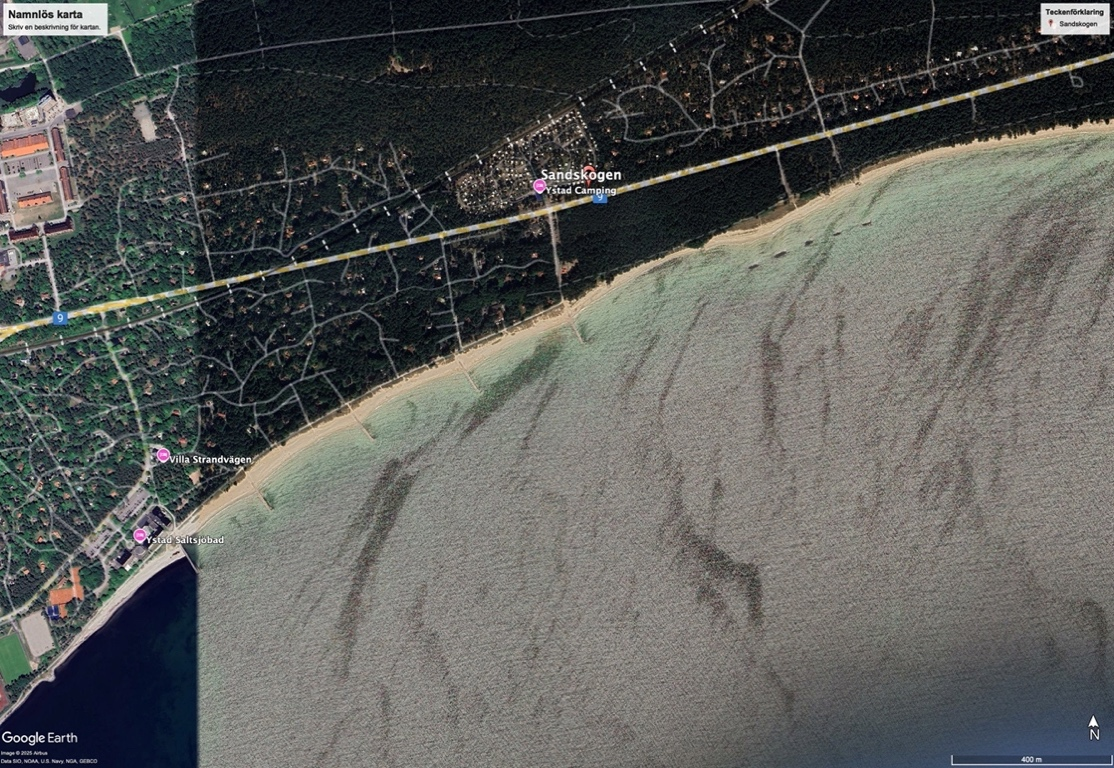 Namnlös karta
Skriv en beskrivning för kartan.
Teckenförklaring
Sandskogen
Sandskogen
Ystad Camping
9
9
Villa Strandvägen
Ystad Saltsjöbad
Google Earth
Image © 2025 Airbus
Data SIO, NOAA, U.S. Navy, NGA, GEBCO
N
400 m